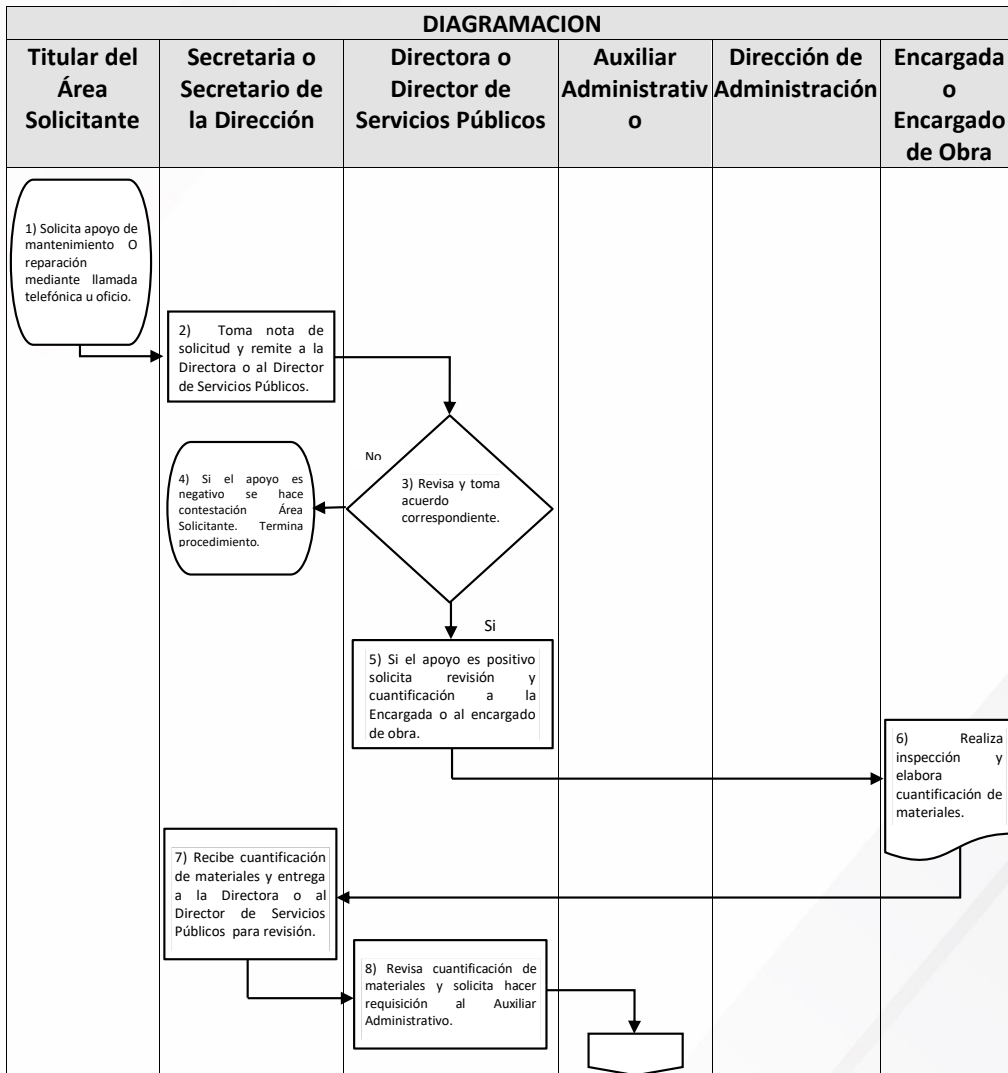 DIAGRAMACION
Titular del
Área
Solicitante
Secretaria o
Secretario de
la Dirección
Directora o
Director de
Servicios Públicos
Auxiliar
Administrativ
o
Dirección de
Administración
Encargada
o
Encargado
de Obra
1) Solicita apoyo de
mantenimiento O
reparación
mediante llamada
telefónica u oficio.
2) Toma nota de
solicitud y remite a la
Directora o al Director
de Servicios Públicos.
No
3) Revisa y toma
acuerdo
correspondiente.
4) Si el apoyo es
negativo se hace
contestación Área
Solicitante. Termina
procedimiento.
Si
5) Si el apoyo es positivo
solicita revisión y
cuantificación a la
Encargada o al encargado
de obra.
6) Realiza
inspección y
elabora
cuantificación de
materiales.
7) Recibe cuantificación
de materiales y entrega
a la Directora o al
Director de Servicios
Públicos para revisión.
8) Revisa cuantificación de
materiales y solicita hacer
requisición al Auxiliar
Administrativo.